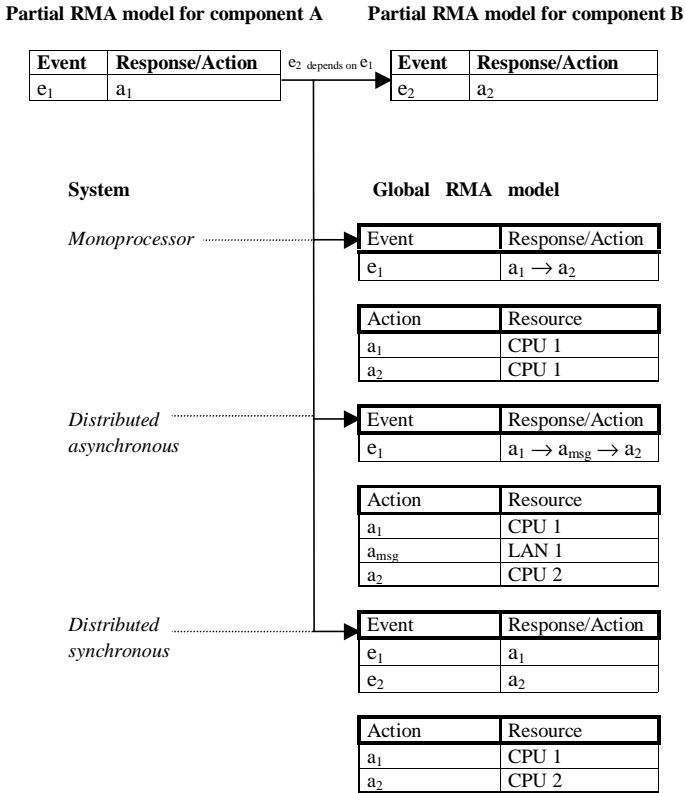 Partial RMA model for component A Partial RMA model for component B
Event Response/Action e₂ depends on e₁ Event Response/Action
e₁ a₁ e₂ a₂
System Global RMA model
Monoprocessor Event Response/Action
e₁ a₁ → a₂
Action Resource
a₁ CPU 1
a₂ CPU 1
Distributed Event Response/Action
asynchronous e₁ a₁ → aₘₛg → a₂
Action Resource
a₁ CPU 1
aₘₛg LAN 1
a₂ CPU 2
Distributed Event Response/Action
synchronous e₁ a₁
e₂ a₂
Action Resource
a₁ CPU 1
a₂ CPU 2